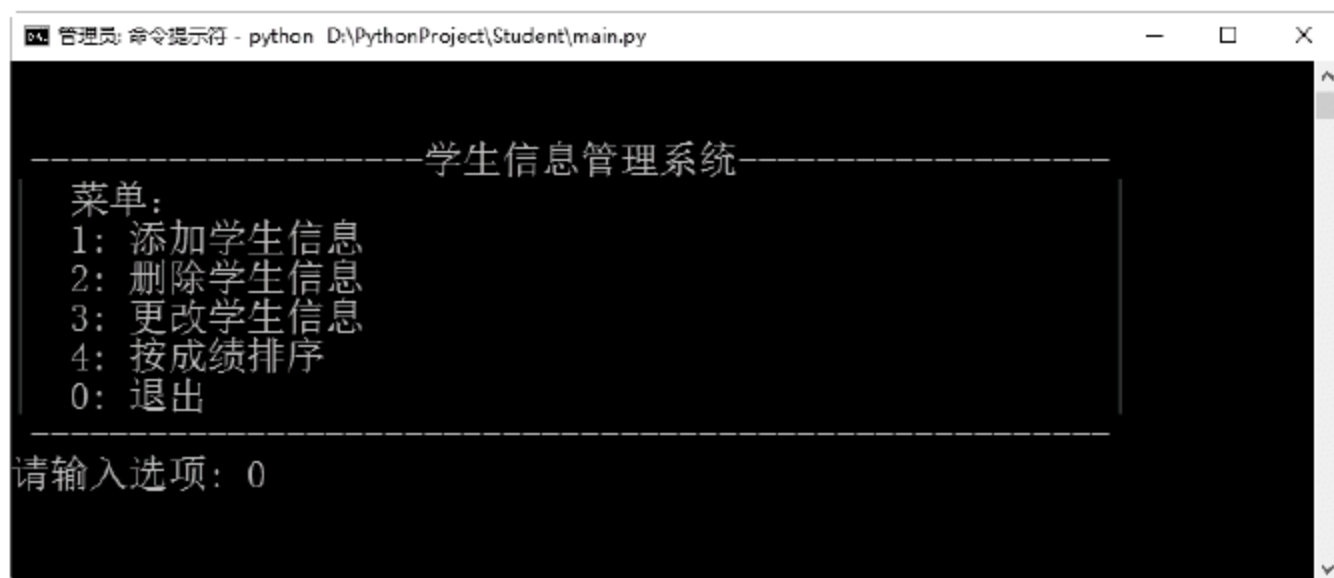 管理员: 命令提示符 - python D:\PythonProject\Student\main.py
--------------------学生信息管理系统-------------------
菜单:
1: 添加学生信息
2: 删除学生信息
3: 更改学生信息
4: 按成绩排序
0: 退出
-------------------------------------------------------
请输入选项: 0